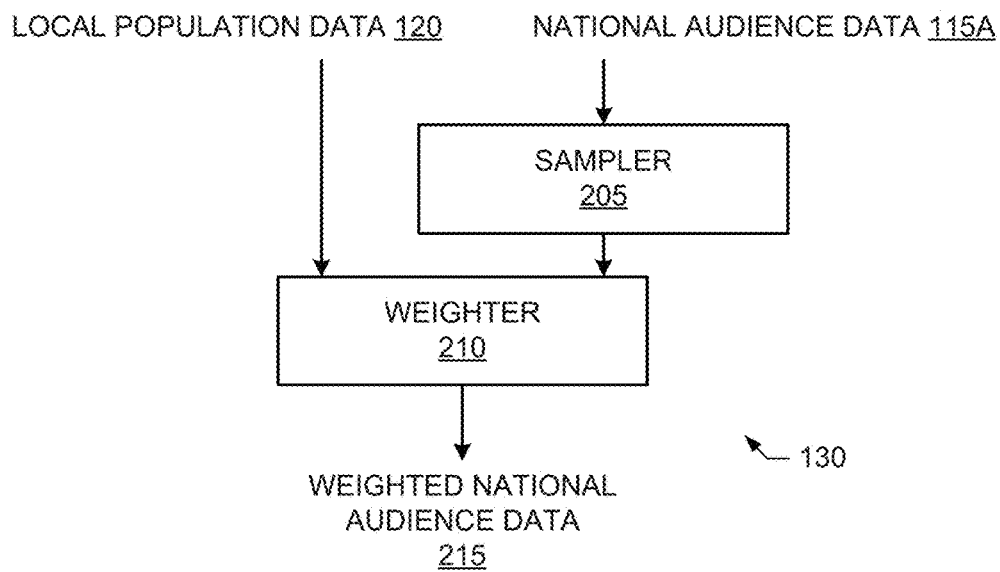 LOCAL POPULATION DATA 120
NATIONAL AUDIENCE DATA 115A
SAMPLER
205
WEIGHTER
210
130
WEIGHTED NATIONAL
AUDIENCE DATA
215